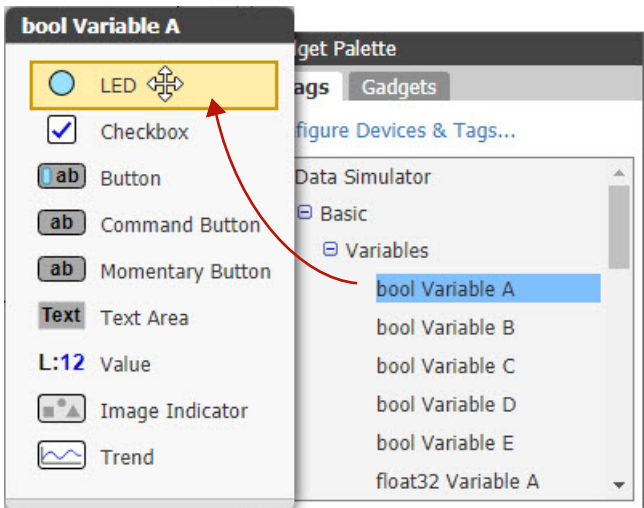 bool Variable A
LED
Checkbox
ab Button
ab Command Button
ab Momentary Button
Text Text Area
L:12 Value
Image Indicator
Trend
get Palette
ags Gadgets
figure Devices & Tags...
Data Simulator
Basic
Variables
bool Variable A
bool Variable B
bool Variable C
bool Variable D
bool Variable E
float32 Variable A